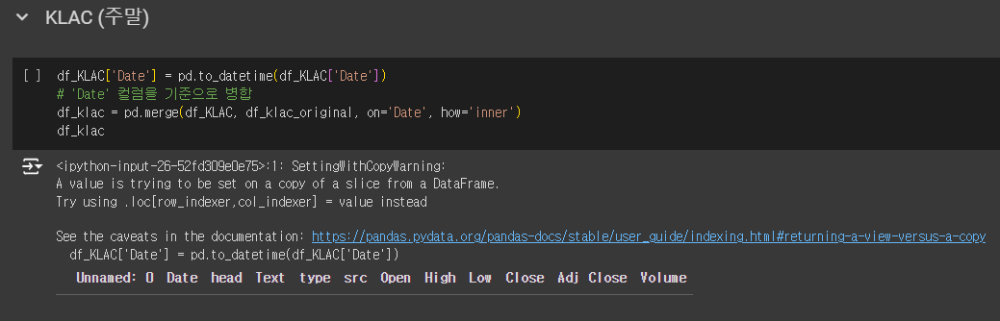 KLAC (주말)
[ ] df_KLAC['Date'] = pd.to_datetime(df_KLAC['Date'])
# 'Date' 컬럼을 기준으로 병합
df_klac = pd.merge(df_KLAC, df_klac_original, on='Date', how='inner')
df_klac
<ipython-input-26-52fd309e0e75>:1: SettingWithCopyWarning:
A value is trying to be set on a copy of a slice from a DataFrame.
Try using .loc[row_indexer,col_indexer] = value instead
See the caveats in the documentation: https://pandas.pydata.org/pandas-docs/stable/user_guide/indexing.html#returning-a-view-versus-a-copy
df_KLAC['Date'] = pd.to_datetime(df_KLAC['Date'])
Unnamed: 0 Date head Text type src Open High Low Close Adj Close Volume